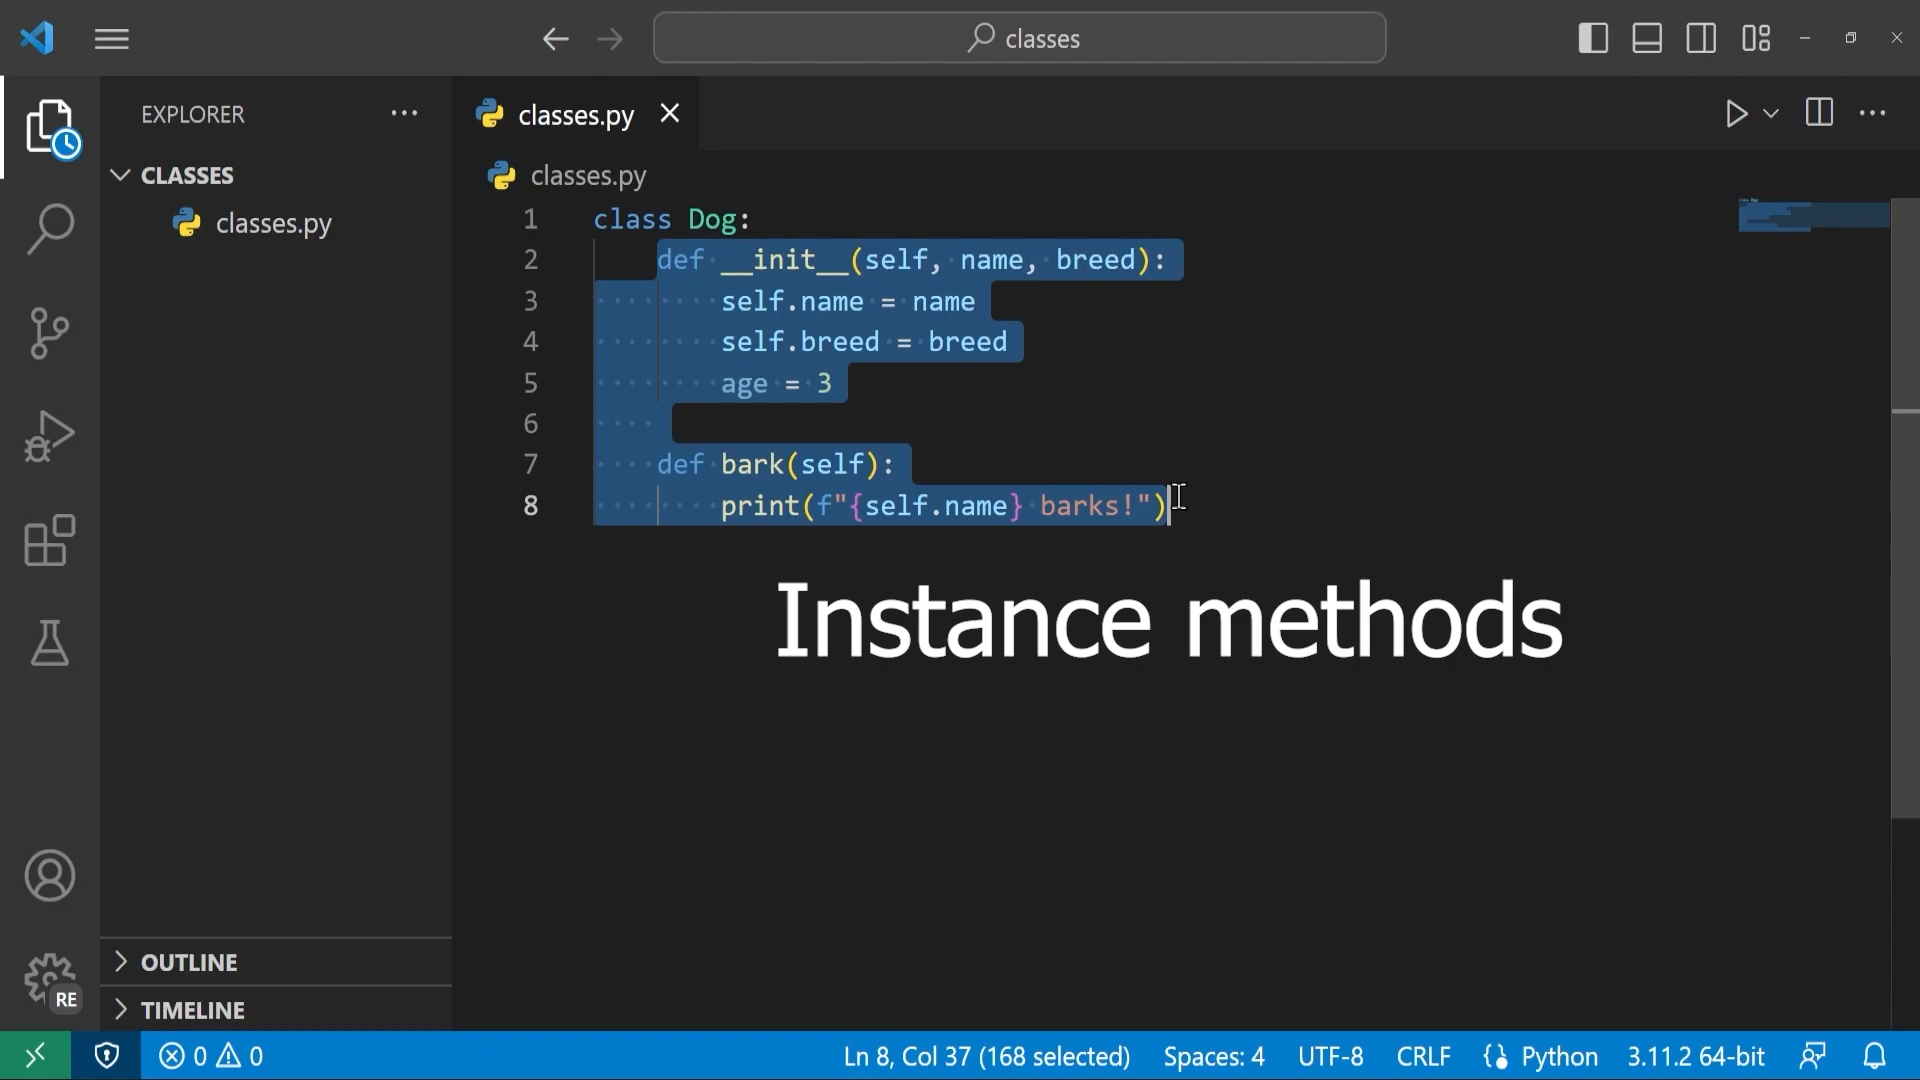 classes
EXPLORER
classes.py
CLASSES
classes.py
classes.py
1 class Dog:
2 def __init__(self, name, breed):
3 self.name = name
4 self.breed = breed
5 age = 3
6
7 def bark(self):
8 print(f"{self.name} barks!")
Instance methods
OUTLINE
RE
TIMELINE
0 0 Ln 8, Col 37 (168 selected) Spaces: 4 UTF-8 CRLF Python 3.11.2 64-bit